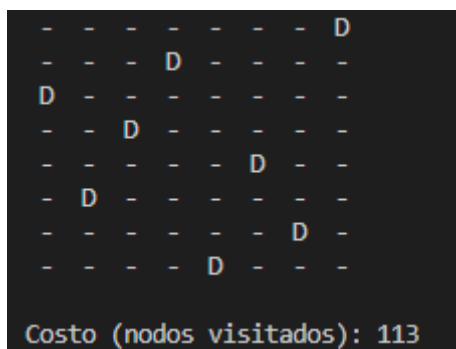 - - - - - - - D
- - - D - - - -
D - - - - - - -
- - D - - - - -
- - - - - D - -
- D - - - - - -
- - - - - - D -
- - - - D - - -
Costo (nodos visitados): 113